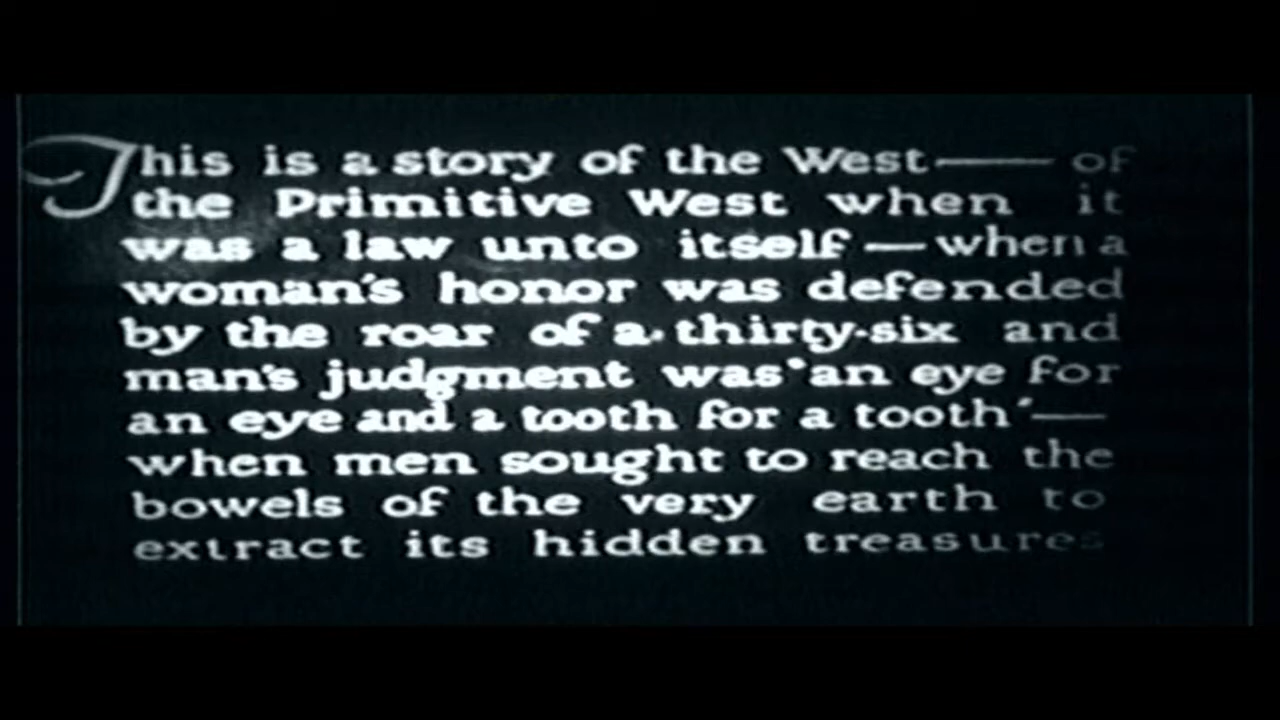 This is a story of the West — of
the Primitive West when it
was a law unto itself — when a
woman's honor was defended
by the roar of a thirty-six and
man's judgment was "an eye for
an eye and a tooth for a tooth" —
when men sought to reach the
bowels of the very earth to
extract its hidden treasures